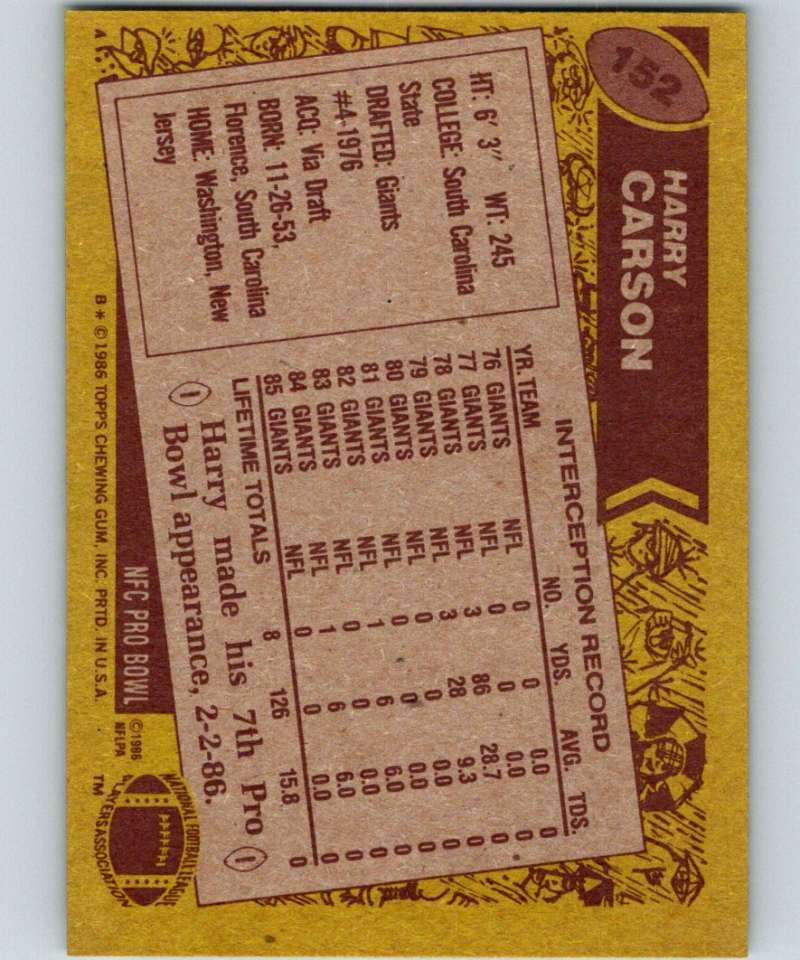 152
HARRY
CARSON
HT: 6' 3" WT: 245
COLLEGE: South Carolina
State
DRAFTED: Giants
#4-1976
ACQ: Via Draft
BORN: 11-26-53,
Florence, South Carolina
HOME: Washington, New
Jersey
INTERCEPTION RECORD
YR. TEAM NO. YDS. AVG. TDS.
76 GIANTS NFL 0 0 0.0 0
77 GIANTS NFL 0 0 0.0 0
78 GIANTS NFL 3 86 28.7 0
79 GIANTS NFL 3 28 9.3 0
80 GIANTS NFL 0 0 0.0 0
81 GIANTS NFL 0 0 0.0 0
82 GIANTS NFL 1 6 6.0 0
83 GIANTS NFL 0 0 0.0 0
84 GIANTS NFL 1 6 6.0 0
85 GIANTS NFL 0 0 0.0 0
LIFETIME TOTALS 8 126 15.8 0
Harry made his 7th Pro
Bowl appearance, 2-2-86.
NFC PRO BOWL
B * © 1986 TOPPS CHEWING GUM, INC. PRTD. IN U.S.A.
©1986
NFLPA
NATIONAL FOOTBALL LEAGUE
PLAYERS ASSOCIATION
TM